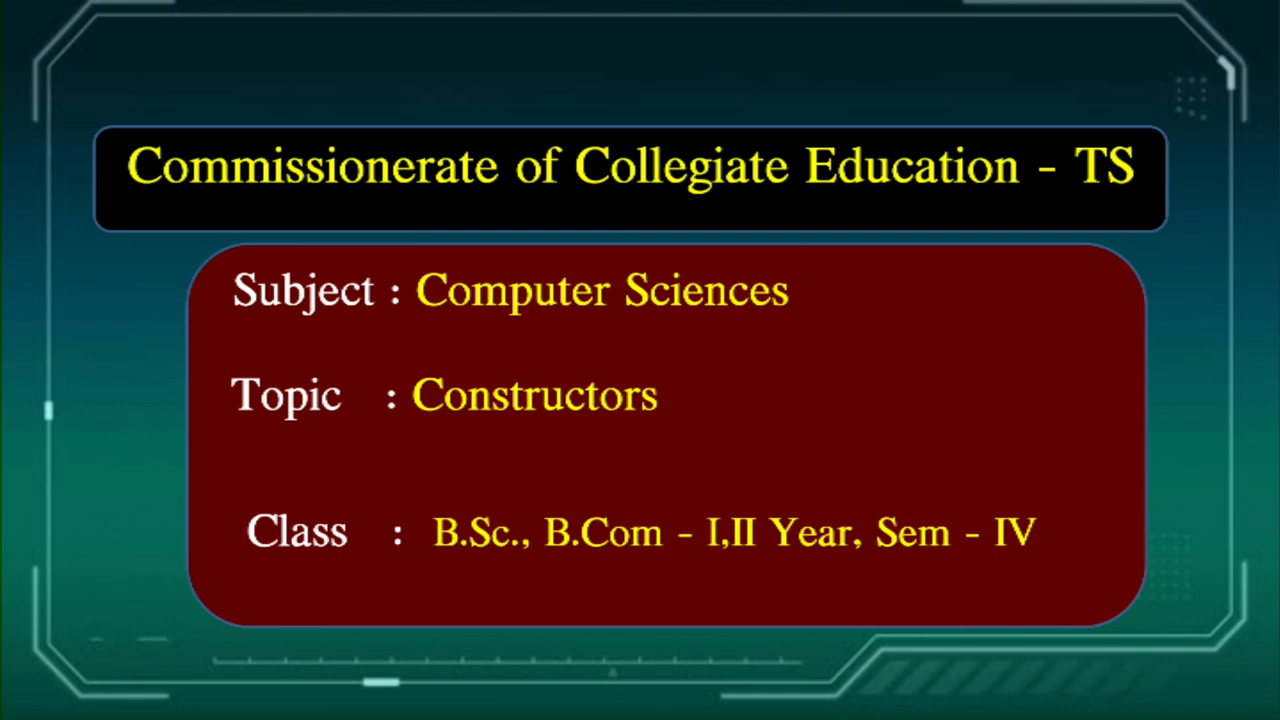 Commissionerate of Collegiate Education - TS
Subject : Computer Sciences
Topic : Constructors
Class : B.Sc., B.Com - I,II Year, Sem - IV